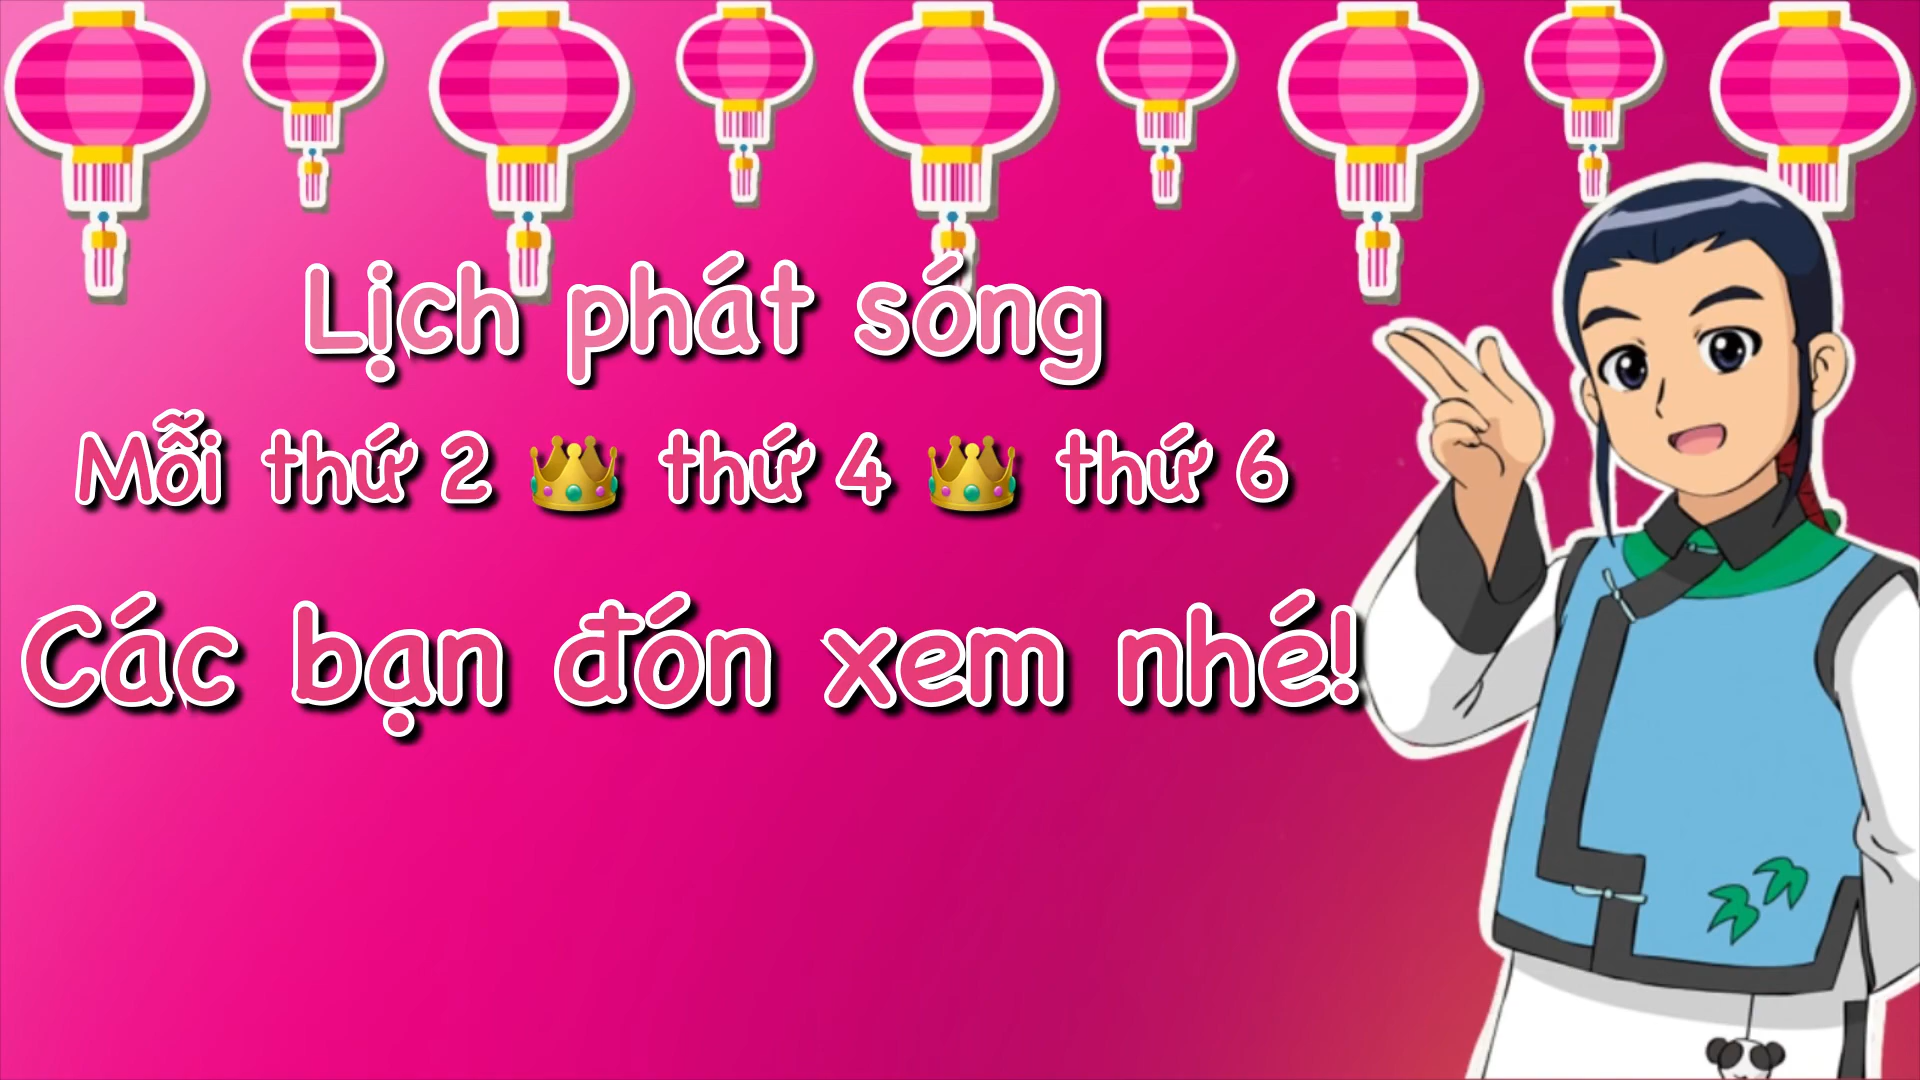 Lịch phát sóng
Mỗi thứ 2 👑 thứ 4 👑 thứ 6
Các bạn đón xem nhé!